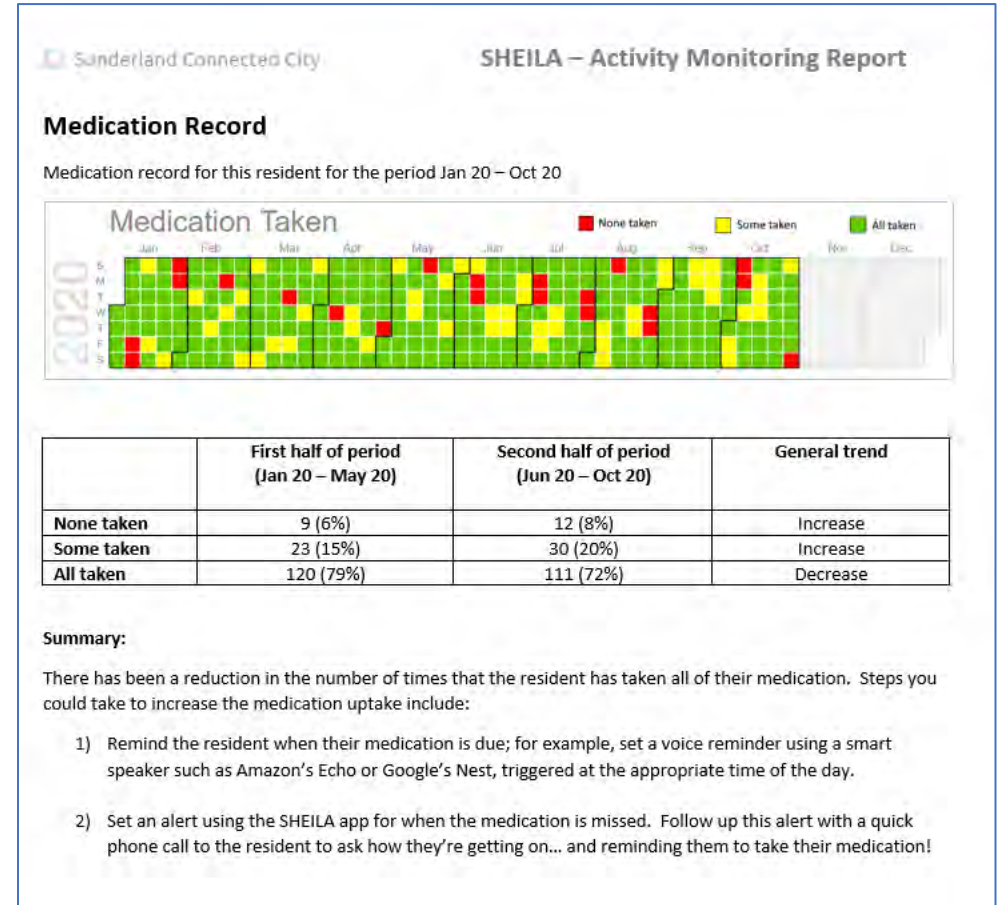 Sunderland Connected City
SHEILA – Activity Monitoring Report
Medication Record
Medication record for this resident for the period Jan 20 – Oct 20
Medication Taken
None taken
Some taken
All taken
Jan Feb Mar Apr May Jun Jul Aug Sep Oct Nov Dec
2020
S
M
T
W
T
F
S
First half of period Second half of period General trend
(Jan 20 – May 20) (Jun 20 – Oct 20)
None taken 9 (6%) 12 (8%) Increase
Some taken 23 (15%) 30 (20%) Increase
All taken 120 (79%) 111 (72%) Decrease
Summary:
There has been a reduction in the number of times that the resident has taken all of their medication. Steps you
could take to increase the medication uptake include:
1) Remind the resident when their medication is due; for example, set a voice reminder using a smart
speaker such as Amazon's Echo or Google's Nest, triggered at the appropriate time of the day.
2) Set an alert using the SHEILA app for when the medication is missed. Follow up this alert with a quick
phone call to the resident to ask how they're getting on... and reminding them to take their medication!